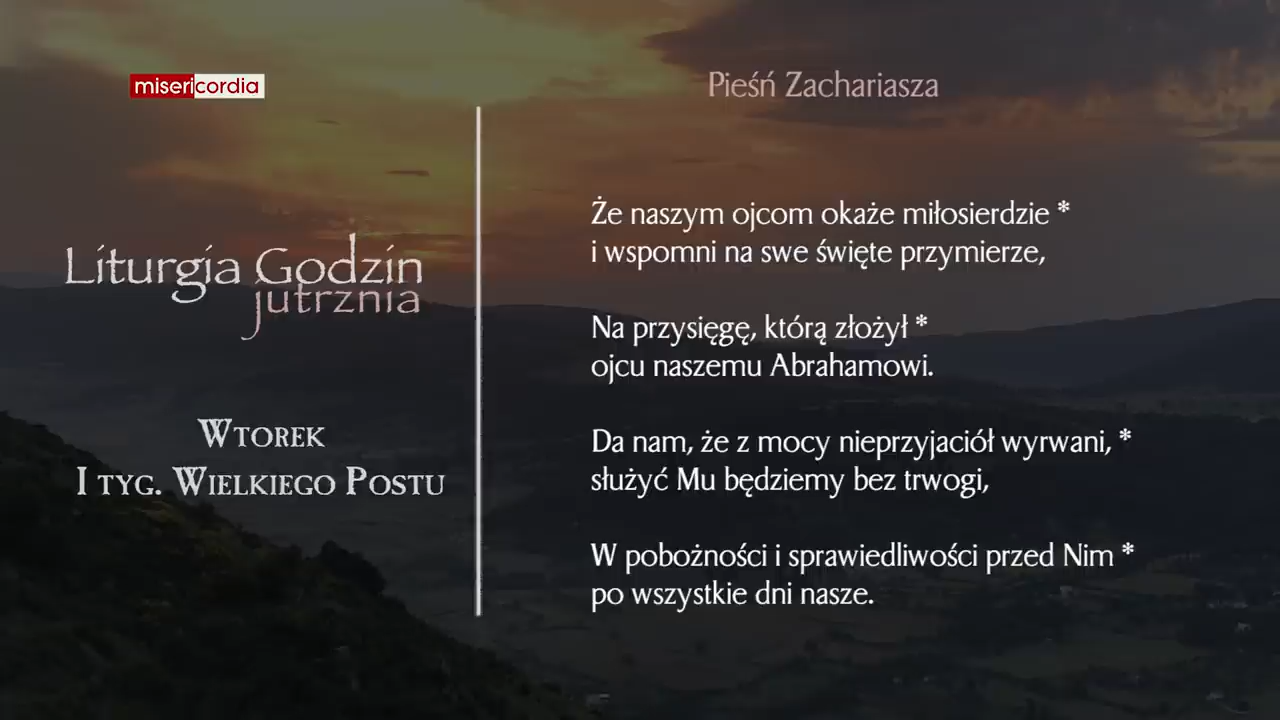 misericordia
Liturgia Godzin
jutrznia
Wtorek
I tyg. Wielkiego Postu
Pieśń Zachariasza
Że naszym ojcom okaże miłosierdzie *
i wspomni na swe święte przymierze,
Na przysięgę, którą złożył *
ojcu naszemu Abrahamowi.
Da nam, że z mocy nieprzyjaciół wyrwani, *
służyć Mu będziemy bez trwogi,
W pobożności i sprawiedliwości przed Nim *
po wszystkie dni nasze.